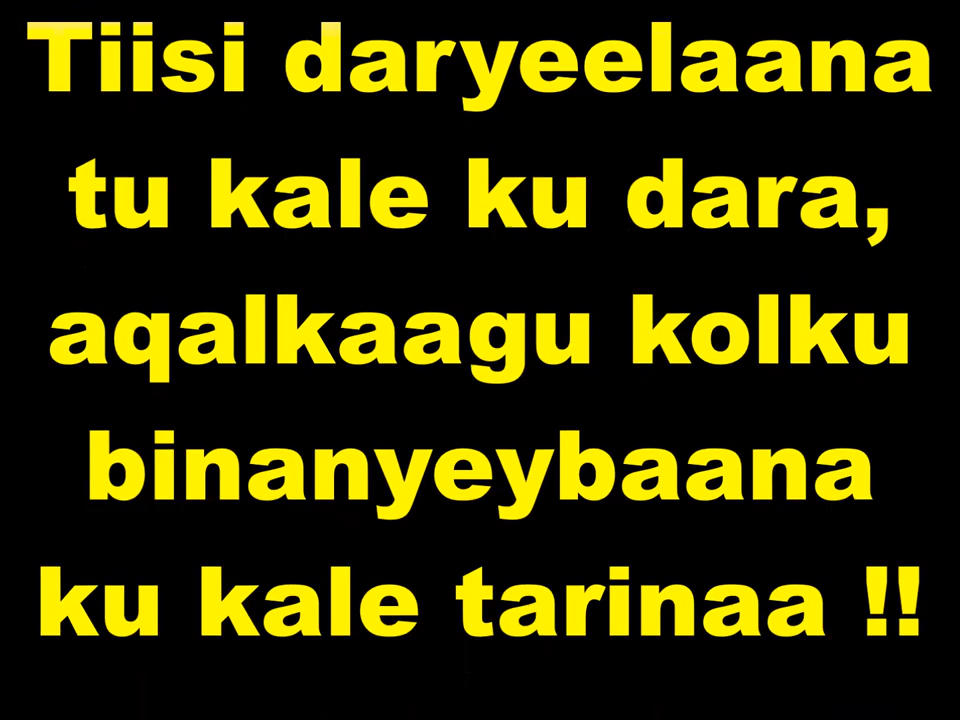 Tiisi daryeelaana
tu kale ku dara,
aqalkaagu kolku
binanyeybaana
ku kale tarinaa !!